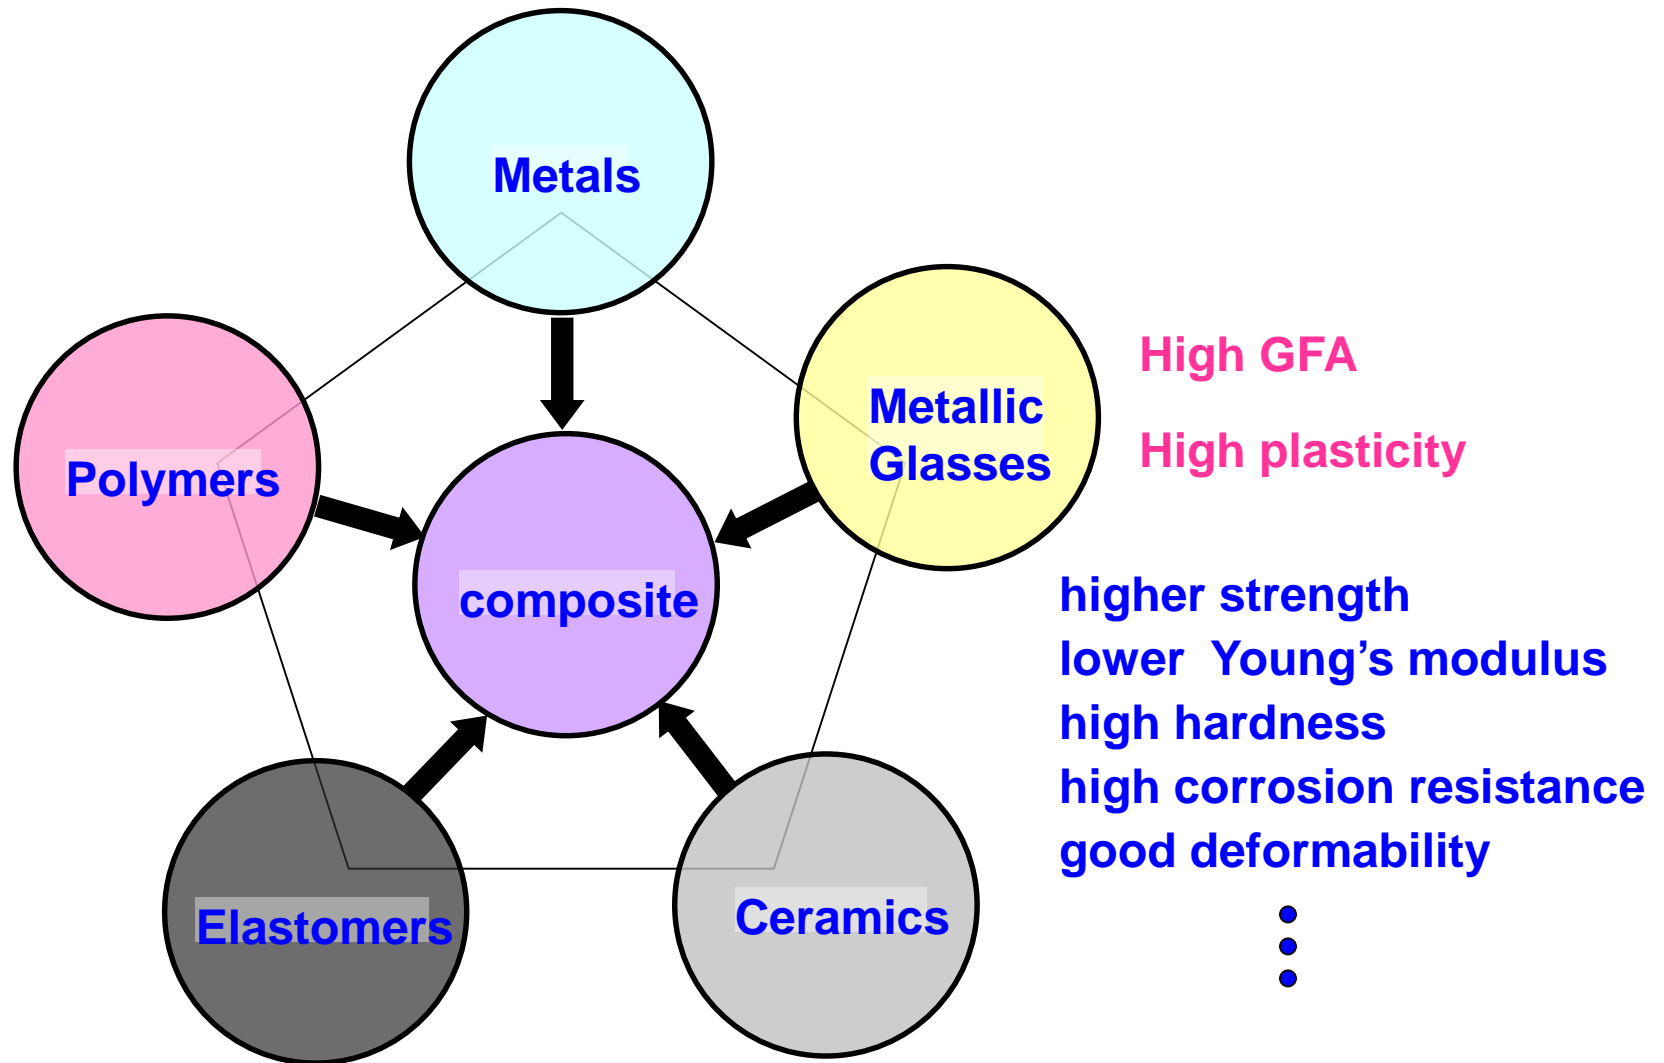 Metals
Metallic
Glasses
High GFA
High plasticity
Polymers
composite
higher strength
lower  Young’s modulus
high hardness
high corrosion resistance
good deformability
Elastomers
Ceramics